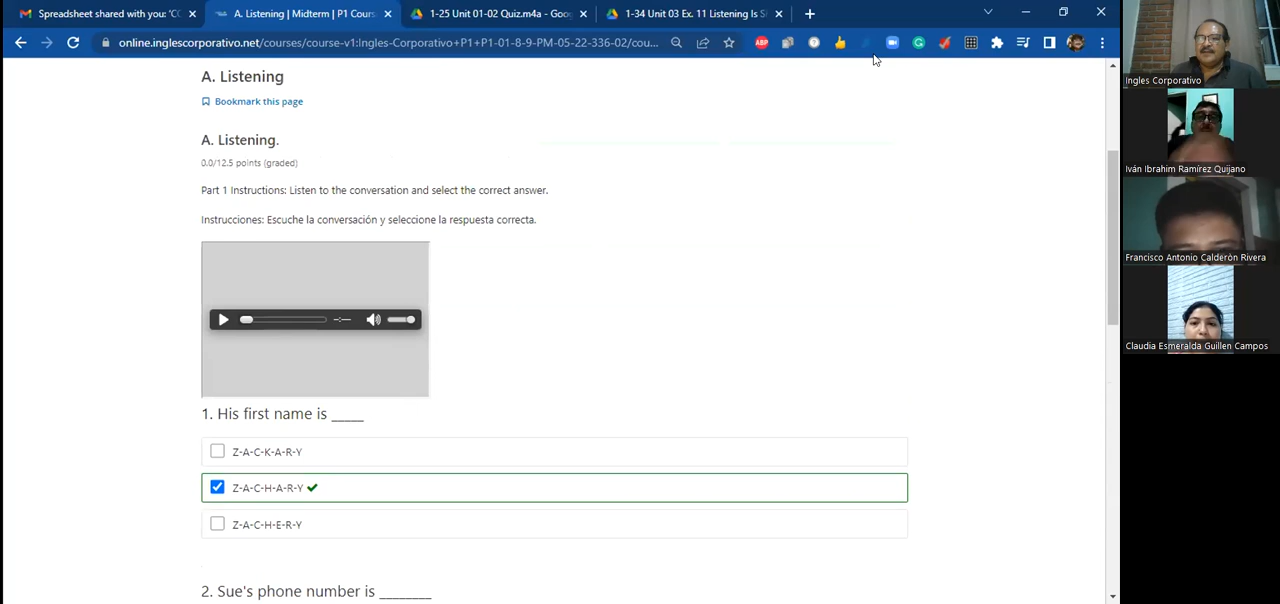 Spreadsheet shared with you: 'CC
A. Listening | Midterm | P1 Cours
1-25 Unit 01-02 Quiz.m4a - Goo
1-34 Unit 03 Ex. 11 Listening Is S
online.inglescorporativo.net/courses/course-v1:Ingles-Corporativo+P1+P1-01-8-9-PM-05-22-336-02/cou...
ABP
A. Listening
Bookmark this page
A. Listening.
0.0/12.5 points (graded)
Part 1 Instructions: Listen to the conversation and select the correct answer.
Instrucciones: Escuche la conversación y seleccione la respuesta correcta.
-:--
1. His first name is _____
Z-A-C-K-A-R-Y
Z-A-C-H-A-R-Y
Z-A-C-H-E-R-Y
2. Sue's phone number is ________
Ingles Corporativo
Iván Ibrahim Ramírez Quijano
Francisco Antonio Calderón Rivera
Claudia Esmeralda Guillen Campos